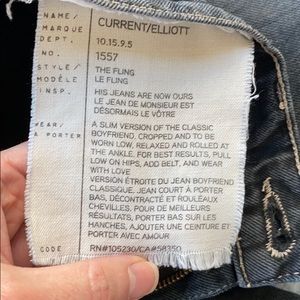 NAME/
MARQUE CURRENT/ELLIOTT
DEPT. 10.15.9.5
NO. 1557
STYLE/ THE FLING
MODÈLE LE FLING
INSP. HIS JEANS ARE NOW OURS
LE JEAN DE MONSIEUR EST
DÉSORMAIS LE VÔTRE
WEAR/ A SLIM VERSION OF THE CLASSIC
A PORTER BOYFRIEND, CROPPED AND TO BE
WORN LOW, RELAXED AND ROLLED AT
THE ANKLE, FOR BEST RESULTS, PULL
LOW ON HIPS, ADD BELT, AND WEAR
WITH LOVE
VERSION ÉTROITE DU JEAN BOYFRIEND
CLASSIQUE, JEAN COURT À PORTER
BAS, DÉCONTRACTÉ ET ROULEAU
CHEVILLES, POUR DE MEILLEURS
RÉSULTATS, PORTER BAS SUR LES
HANCHES, AJOUTER UNE CEINTURE ET
PORTER AVEC AMOUR
CODE RN#105230/CA#58350